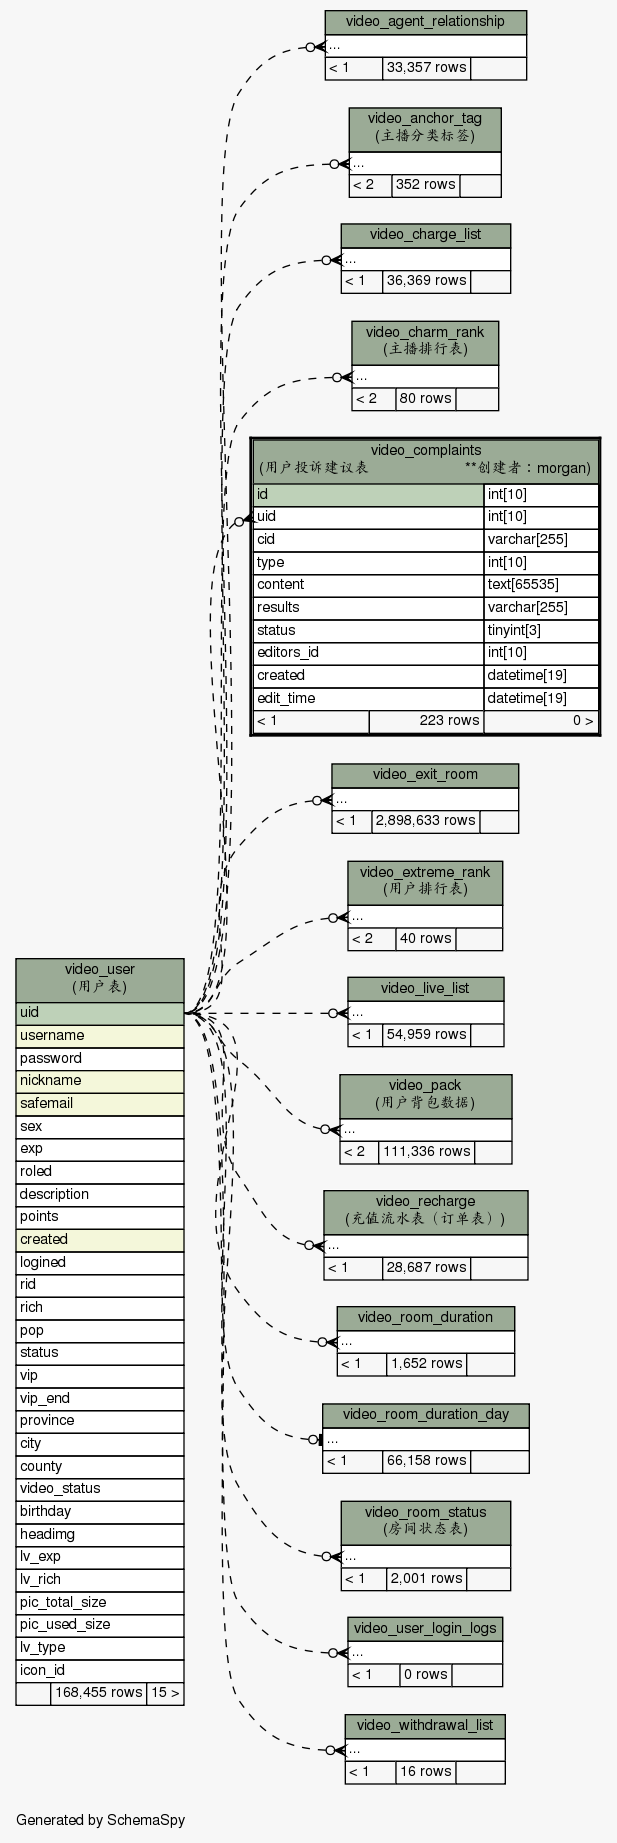 video_agent_relationship
...
< 1 33,357 rows
video_anchor_tag
(主播分类标签)
...
< 2 352 rows
video_charge_list
...
< 1 36,369 rows
video_charm_rank
(主播排行表)
...
< 2 80 rows
video_complaints
(用户投诉建议表 **创建者：morgan)
id int[10]
uid int[10]
cid varchar[255]
type int[10]
content text[65535]
results varchar[255]
status tinyint[3]
editors_id int[10]
created datetime[19]
edit_time datetime[19]
< 1 223 rows 0 >
video_exit_room
...
< 1 2,898,633 rows
video_extreme_rank
(用户排行表)
...
< 2 40 rows
video_live_list
...
< 1 54,959 rows
video_pack
(用户背包数据)
...
< 2 111,336 rows
video_recharge
(充值流水表（订单表）)
...
< 1 28,687 rows
video_room_duration
...
< 1 1,652 rows
video_room_duration_day
...
< 1 66,158 rows
video_room_status
(房间状态表)
...
< 1 2,001 rows
video_user_login_logs
...
< 1 0 rows
video_withdrawal_list
...
< 1 16 rows
video_user
(用户表)
uid
username
password
nickname
safemail
sex
exp
roled
description
points
created
logined
rid
rich
pop
status
vip
vip_end
province
city
county
video_status
birthday
headimg
lv_exp
lv_rich
pic_total_size
pic_used_size
lv_type
icon_id
168,455 rows 15 >
Generated by SchemaSpy